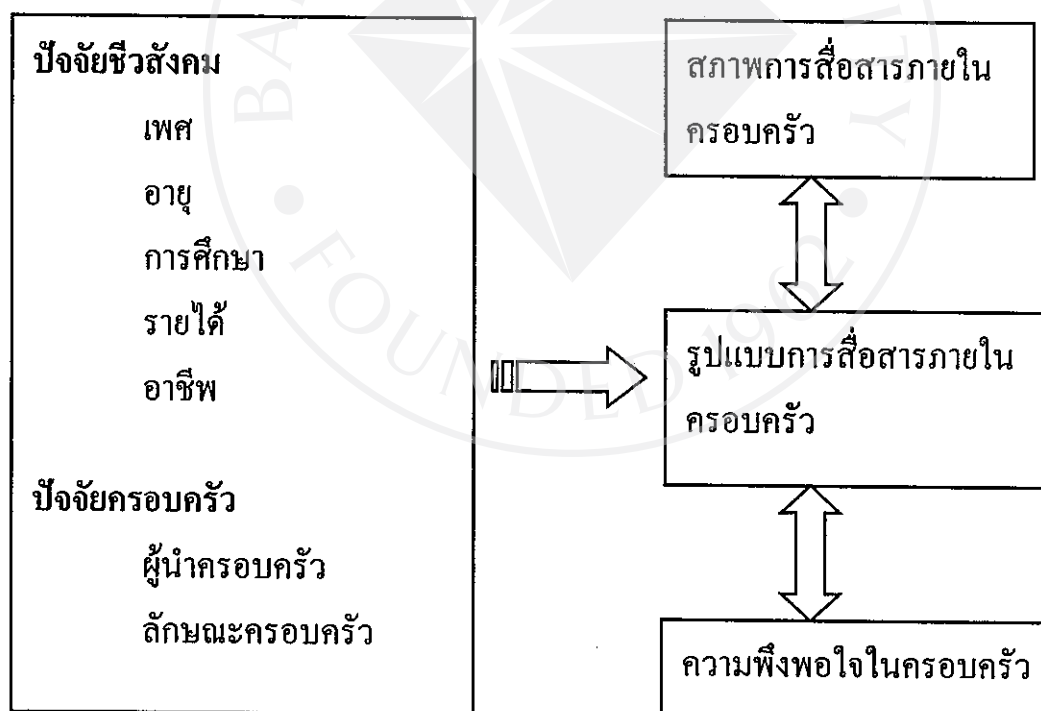 ปัจจัยชีวสังคม
เพศ
อายุ
การศึกษา
รายได้
อาชีพ
ปัจจัยครอบครัว
ผู้นำครอบครัว
ลักษณะครอบครัว
สภาพการสื่อสารภายใน
ครอบครัว
รูปแบบการสื่อสารภายใน
ครอบครัว
ความพึงพอใจในครอบครัว
FOUNDED 1962